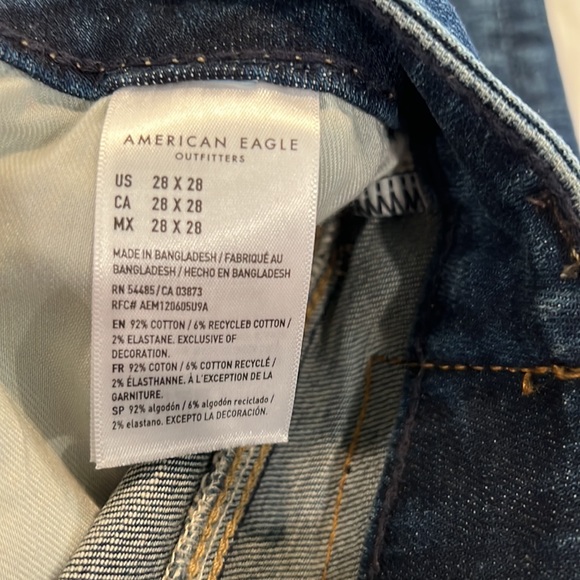 AMERICAN EAGLE
OUTFITTERS
US 28 X 28
CA 28 X 28
MX 28 X 28
MADE IN BANGLADESH / FABRIQUÉ AU
BANGLADESH / HECHO EN BANGLADESH
RN 54485/CA 03873
RFC# AEM120605U9A
EN 92% COTTON / 6% RECYCLED COTTON /
2% ELASTANE. EXCLUSIVE OF
DECORATION.
FR 92% COTON / 6% COTTON RECYCLÉ /
2% ÉLASTHANNE. À L'EXCEPTION DE LA
GARNITURE.
SP 92% algodón / 6% algodón reciclado /
2% elastano. EXCEPTO LA DECORACIÓN.